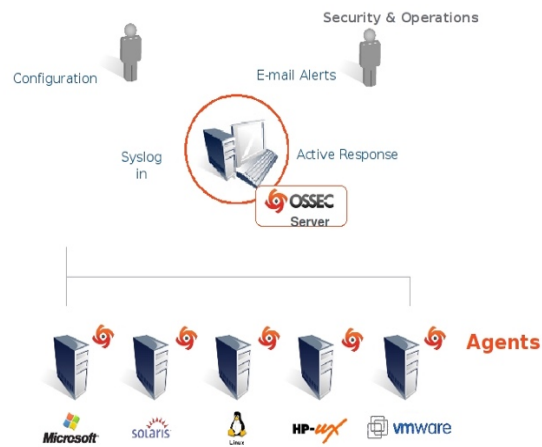 Security & Operations
Configuration
E-mail Alerts
Syslog
in
Active Response
OSSEC
Server
Agents
Microsoft
solaris
Linux
HP-UX
vmware